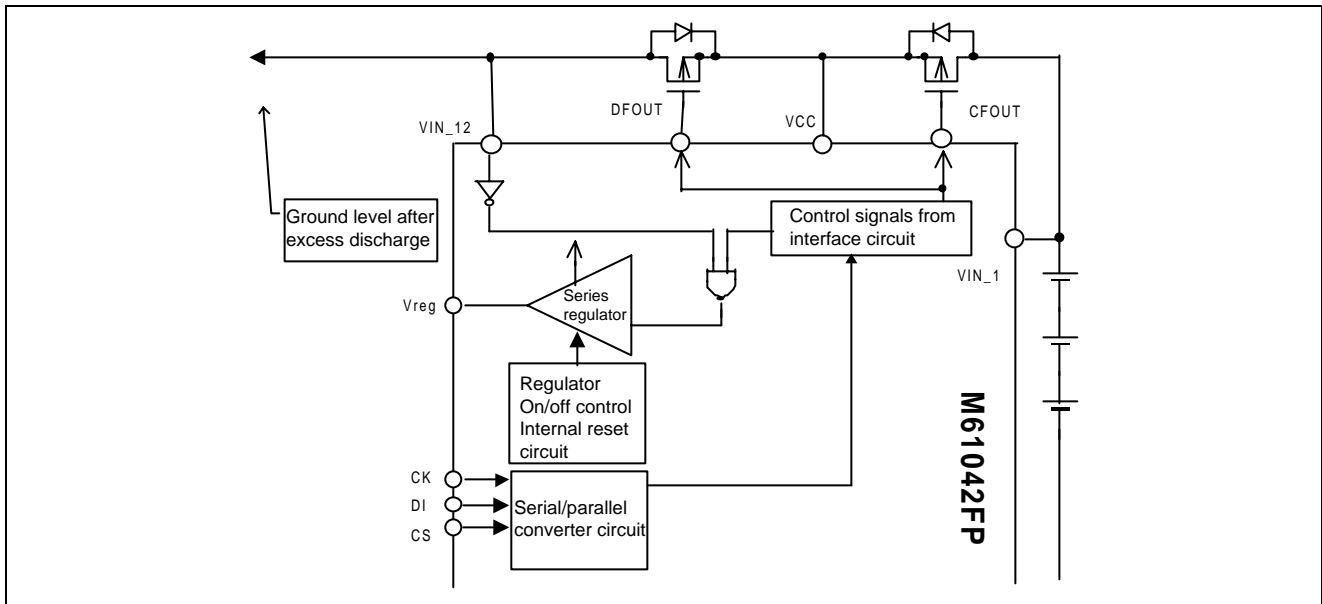 DFOUT
CFOUT
VCC
VIN_12
Ground level after
excess discharge
Control signals from
interface circuit
VIN_1
Vreg
Series
regulator
Regulator
On/off control
Internal reset
circuit
M61042FP
CK
DI
CS
Serial/parallel
converter circuit